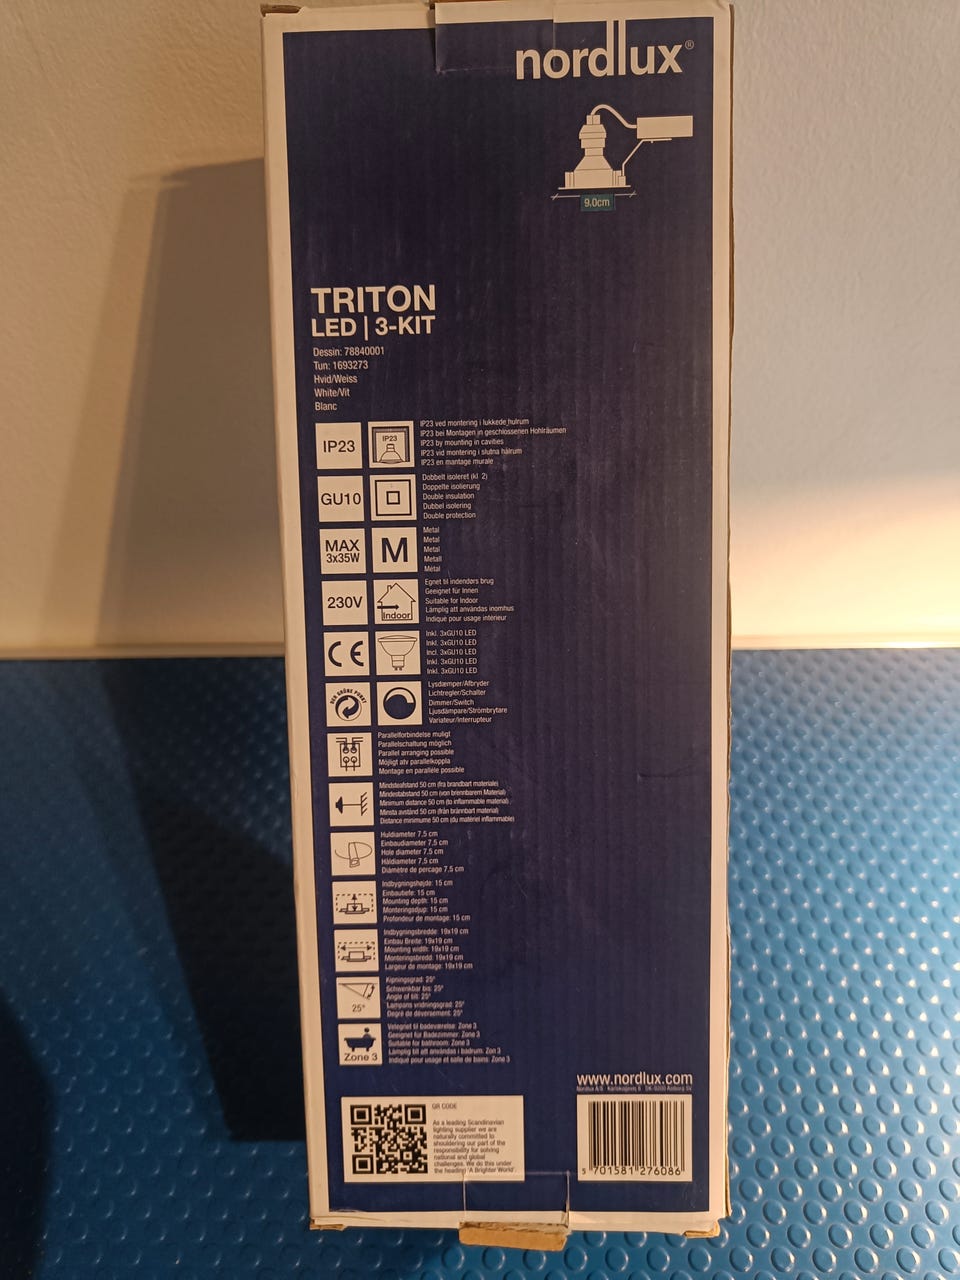 nordlux®
9.0cm
TRITON
LED | 3-KIT
Dessin: 78840001
Tun: 1693273
Hvid/Weiss
White/Vit
Blanc
IP23
IP23
IP23 ved montering i lukkede hulrum
IP23 bei Montagen in geschlossenen Hohlräumen
IP23 by mounting in cavities
IP23 vid montering i slutna hålrum
IP23 en mantage murale
GU10
Dobbelt isoleret (kl 2)
Doppelte isolierung
Double insulation
Dubbel isolering
Double protection
MAX
3x35W
M
Metal
Metal
Metal
Metall
Métal
230V
Indoor
Egnet til indendørs brug
Geeignet für Innen
Suitable for Indoor
Lämplig att användas inomhus
Indiqué pour usage intérieur
CE
Inkl. 3xGU10 LED
Inkl. 3xGU10 LED
Incl. 3xGU10 LED
Inkl. 3xGU10 LED
Inkl. 3xGU10 LED
DER GRÜNE PUNKT
Lysdæmper/Afbryder
Lichtregler/Schalter
Dimmer/Switch
Ljusdämpare/Strömbrytare
Variateur/Interrupteur
Parallelforbindelse muligt
Parallelschaltung möglich
Parallel arranging possible
Möjligt atv parallelkoppla
Montage en parallèle possible
Mindsteafstand 50 cm (fra brandbart materiale)
Mindestabstand 50 cm (von brennbarem Material)
Minimum distance 50 cm (to inflammable material)
Minsta avstånd 50 cm (från brännbart material)
Distance minimume 50 cm (du matériel inflammable)
Huldiameter 7,5 cm
Einbaudiameter 7,5 cm
Hole diameter 7,5 cm
Håldiameter 7,5 cm
Diamètre de percage 7,5 cm
Indbygningshøjde: 15 cm
Einbautiefe: 15 cm
Mounting depth: 15 cm
Monteringsdjup: 15 cm
Profondeur de montage: 15 cm
Indbygningsbredde: 19x19 cm
Einbau Breite: 19x19 cm
Mounting width: 19x19 cm
Monteringsbredd: 19x19 cm
Largeur de montage: 19x19 cm
25°
Kipningsgrad: 25°
Schwenkbar bis: 25°
Angle of tilt: 25°
Lampans vridningsgrad: 25°
Degré de déversement: 25°
Zone 3
Velegnet til badeværelse: Zone 3
Geeignet für Badezimmer: Zone 3
Suitable for bathroom: Zone 3
Lämplig till att användas i badrum: Zon 3
Indiqué pour usage et salle de bains: Zone 3
www.nordlux.com
Nordlux A/S
QR CODE
As a leading Scandinavian
lighting supplier we are
naturally committed to
shouldering our part of the
responsibility for solving
national and global
challenges. We do this under
the heading 'A Brighter World'.
5 701581 276086